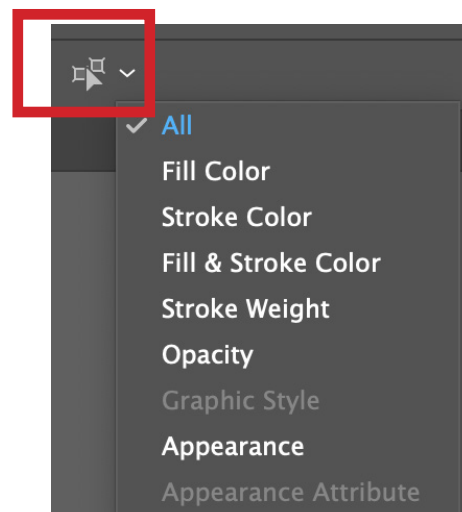 All
Fill Color
Stroke Color
Fill & Stroke Color
Stroke Weight
Opacity
Graphic Style
Appearance
Appearance Attribute